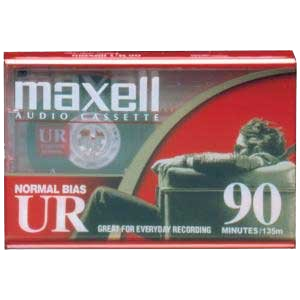 maxell
AUDIO CASSETTE
UR
NORMAL BIAS
UR
90
GREAT FOR EVERYDAY RECORDING
MINUTES/135m